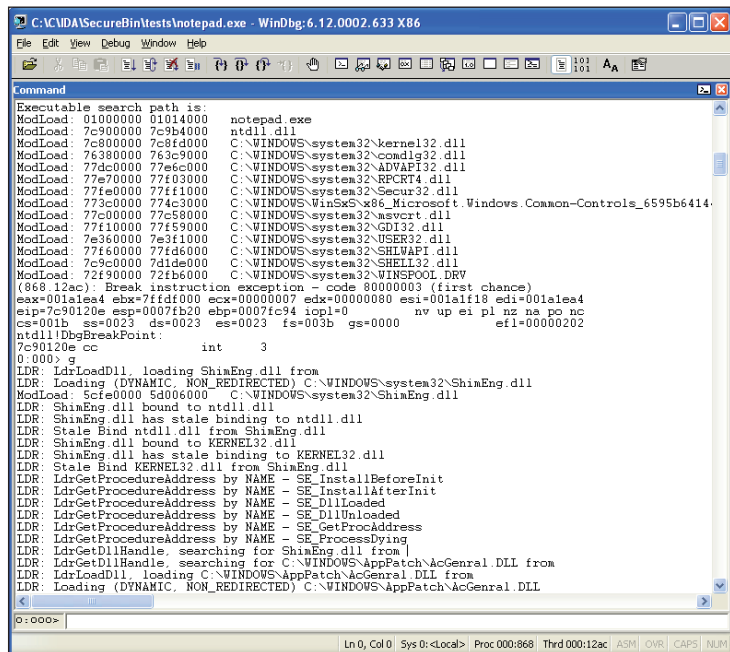 C:\C\IDA\SecureBin\tests\notepad.exe - WinDbg:6.12.0002.633 X86
File Edit View Debug Window Help
Command
Executable search path is:
ModLoad: 01000000 01014000 notepad.exe
ModLoad: 7c900000 7c9b4000 ntdll.dll
ModLoad: 7c800000 7c8fd000 C:\WINDOWS\system32\kernel32.dll
ModLoad: 76380000 763c9000 C:\WINDOWS\system32\comdlg32.dll
ModLoad: 77dc0000 77e6c000 C:\WINDOWS\system32\ADVAPI32.dll
ModLoad: 77e70000 77f03000 C:\WINDOWS\system32\RPCRT4.dll
ModLoad: 77fe0000 77ff1000 C:\WINDOWS\system32\Secur32.dll
ModLoad: 773c0000 774c3000 C:\WINDOWS\WinSxS\x86_Microsoft.Windows.Common-Controls_6595b6414
ModLoad: 77c00000 77c58000 C:\WINDOWS\system32\msvcrt.dll
ModLoad: 77f10000 77f59000 C:\WINDOWS\system32\GDI32.dll
ModLoad: 7e360000 7e3f1000 C:\WINDOWS\system32\USER32.dll
ModLoad: 77f60000 77fd6000 C:\WINDOWS\system32\SHLWAPI.dll
ModLoad: 7c9c0000 7d1de000 C:\WINDOWS\system32\SHELL32.dll
ModLoad: 72f90000 72fb6000 C:\WINDOWS\system32\WINSPOOL.DRV
(868.12ac): Break instruction exception - code 80000003 (first chance)
eax=001a1ea4 ebx=7ffdf000 ecx=00000007 edx=00000080 esi=001a1f18 edi=001a1ea4
eip=7c90120e esp=0007fb20 ebp=0007fc94 iopl=0 nv up ei pl nz na po nc
cs=001b ss=0023 ds=0023 es=0023 fs=003b gs=0000 efl=00000202
ntdll!DbgBreakPoint:
7c90120e cc int 3
0:000> g
LDR: LdrLoadDll, loading ShimEng.dll from
LDR: Loading (DYNAMIC, NON_REDIRECTED) C:\WINDOWS\system32\ShimEng.dll
ModLoad: 5cfe0000 5d006000 C:\WINDOWS\system32\ShimEng.dll
LDR: ShimEng.dll bound to ntdll.dll
LDR: ShimEng.dll has stale binding to ntdll.dll
LDR: Stale Bind ntdll.dll from ShimEng.dll
LDR: ShimEng.dll bound to KERNEL32.dll
LDR: ShimEng.dll has stale binding to KERNEL32.dll
LDR: Stale Bind KERNEL32.dll from ShimEng.dll
LDR: LdrGetProcedureAddress by NAME - SE_InstallBeforeInit
LDR: LdrGetProcedureAddress by NAME - SE_InstallAfterInit
LDR: LdrGetProcedureAddress by NAME - SE_DllLoaded
LDR: LdrGetProcedureAddress by NAME - SE_DllUnloaded
LDR: LdrGetProcedureAddress by NAME - SE_GetProcAddress
LDR: LdrGetProcedureAddress by NAME - SE_ProcessDying
LDR: LdrGetDllHandle, searching for ShimEng.dll from
LDR: LdrGetDllHandle, searching for C:\WINDOWS\AppPatch\AcGenral.DLL from
LDR: LdrLoadDll, loading C:\WINDOWS\AppPatch\AcGenral.DLL from
LDR: Loading (DYNAMIC, NON_REDIRECTED) C:\WINDOWS\AppPatch\AcGenral.DLL
0:000>
Ln 0, Col 0 Sys 0:<Local> Proc 000:868 Thrd 000:12ac ASM OVR CAPS NUM